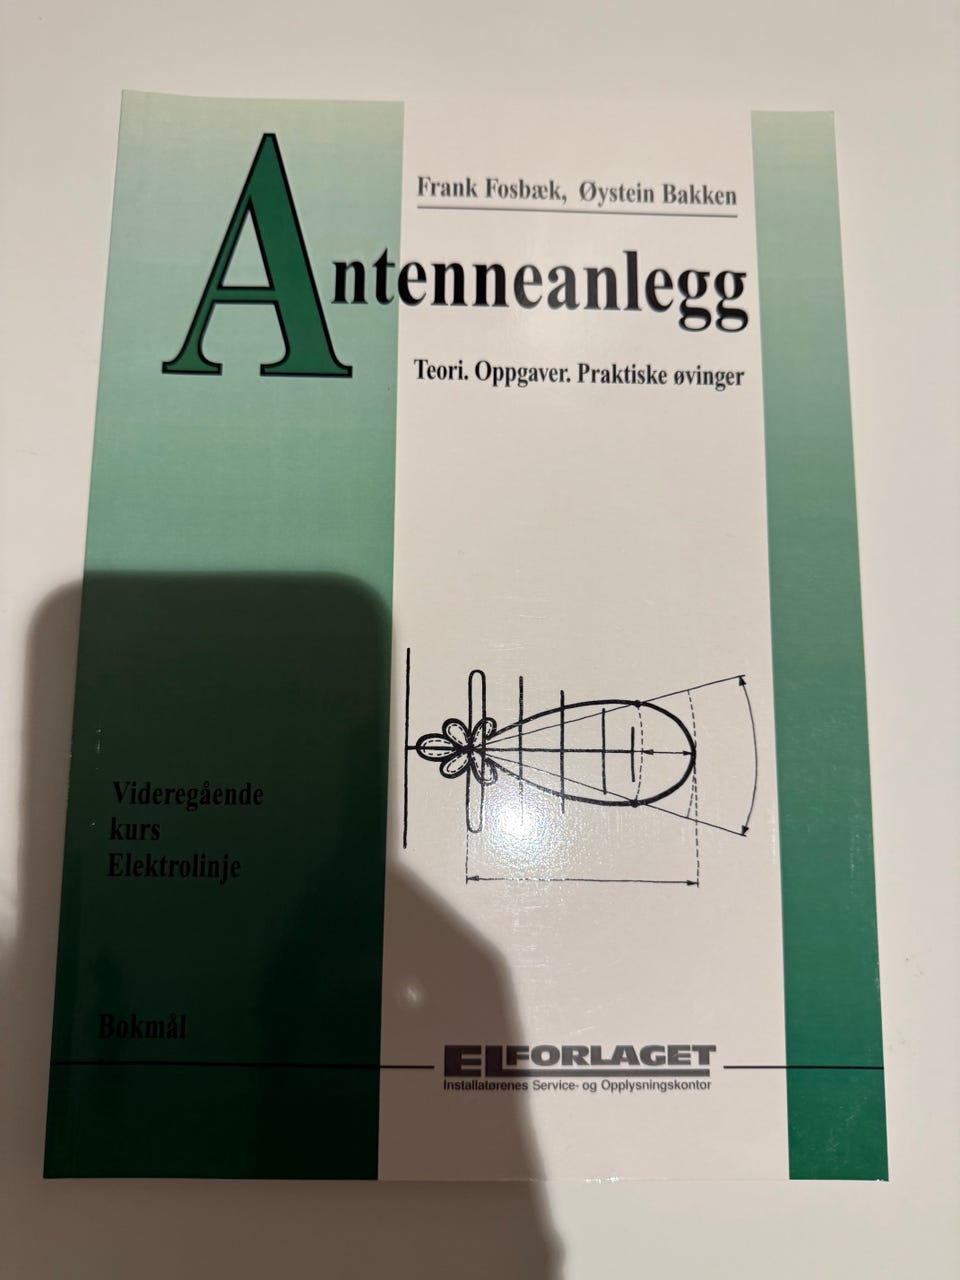 Frank Fosbæk, Øystein Bakken
Antenneanlegg
Teori. Oppgaver. Praktiske øvinger
Videregående
kurs
Elektrolinje
Bokmål
ELFORLAGET
Installatørenes Service- og Opplysningskontor